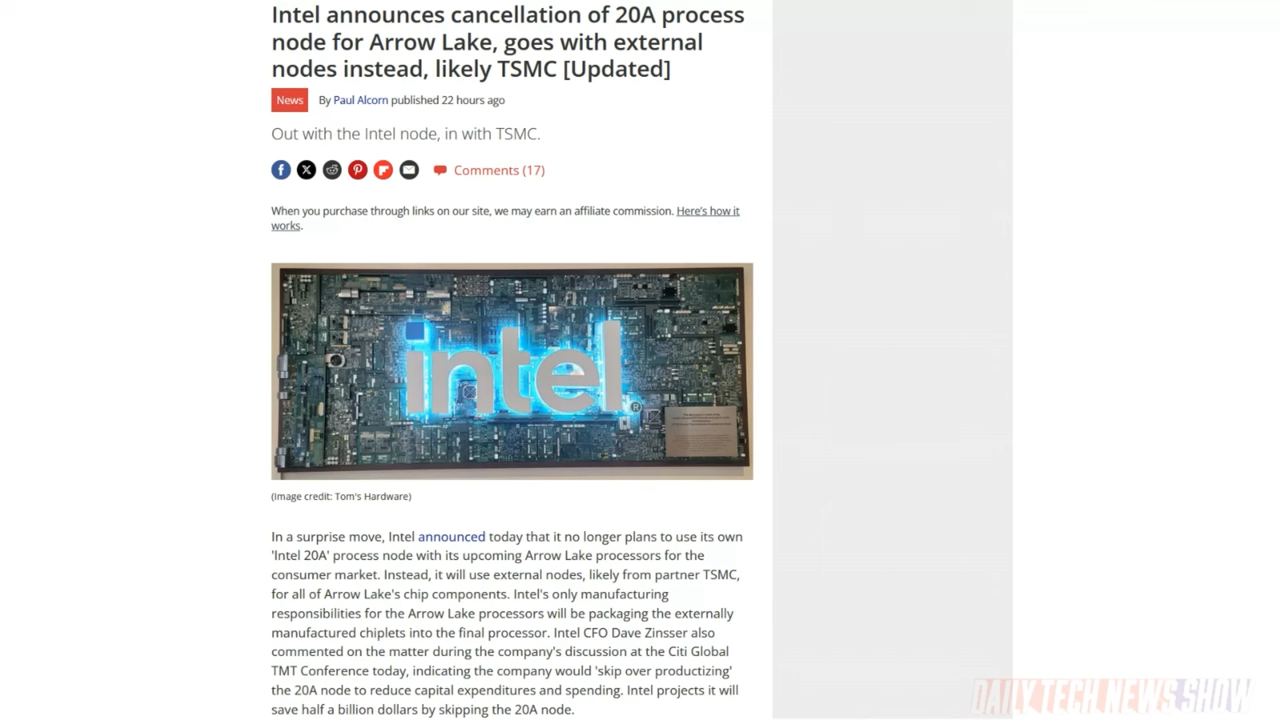 Intel announces cancellation of 20A process
node for Arrow Lake, goes with external
nodes instead, likely TSMC [Updated]
News By Paul Alcorn published 22 hours ago
Out with the Intel node, in with TSMC.
Comments (17)
When you purchase through links on our site, we may earn an affiliate commission. Here's how it
works.
intel®
(Image credit: Tom's Hardware)
In a surprise move, Intel announced today that it no longer plans to use its own
'Intel 20A' process node with its upcoming Arrow Lake processors for the
consumer market. Instead, it will use external nodes, likely from partner TSMC,
for all of Arrow Lake's chip components. Intel's only manufacturing
responsibilities for the Arrow Lake processors will be packaging the externally
manufactured chiplets into the final processor. Intel CFO Dave Zinsser also
commented on the matter during the company's discussion at the Citi Global
TMT Conference today, indicating the company would 'skip over productizing'
the 20A node to reduce capital expenditures and spending. Intel projects it will
save half a billion dollars by skipping the 20A node.
DAILY TECH NEWS SHOW